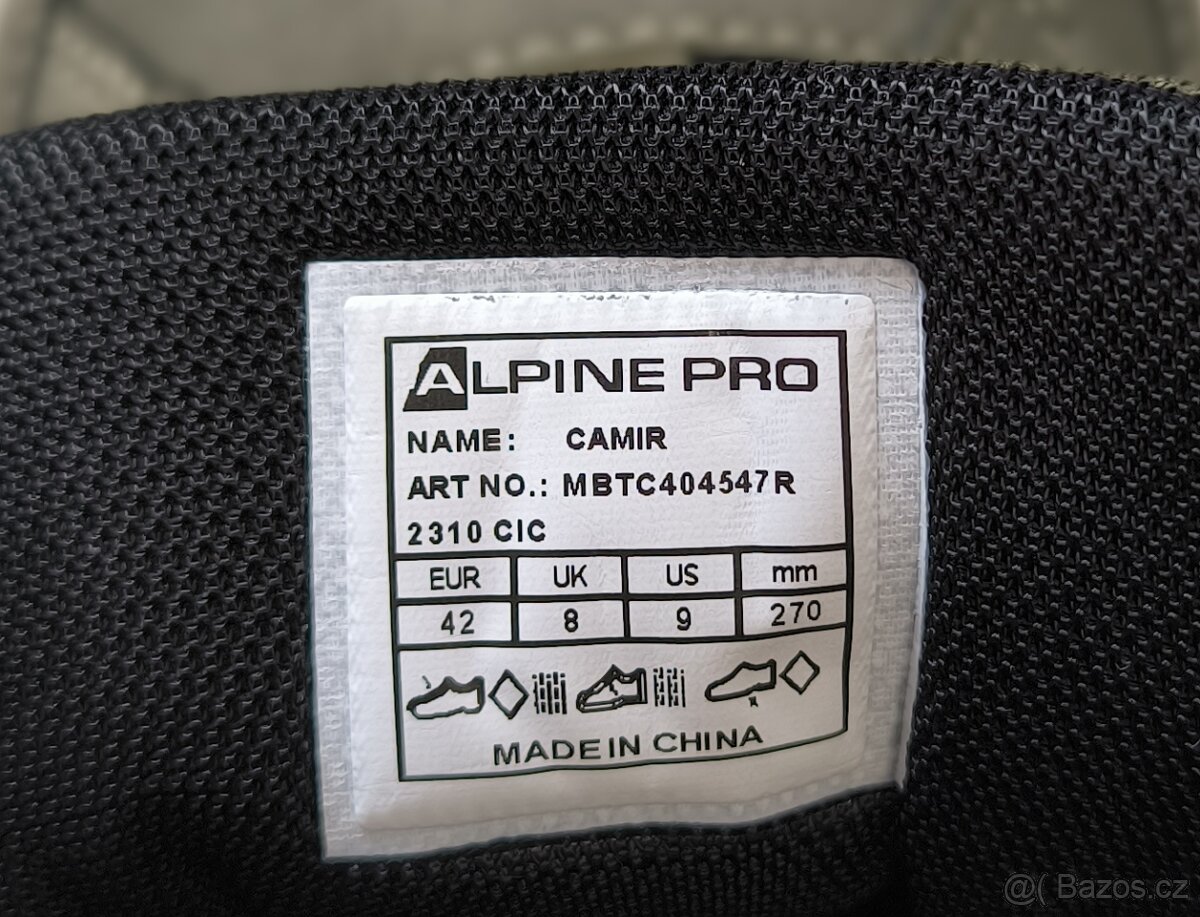 ALPINE PRO
NAME: CAMIR
ART NO.: MBTC404547R
2310 CIC
EUR UK US mm
42 8 9 270
MADE IN CHINA
@( Bazos.cz